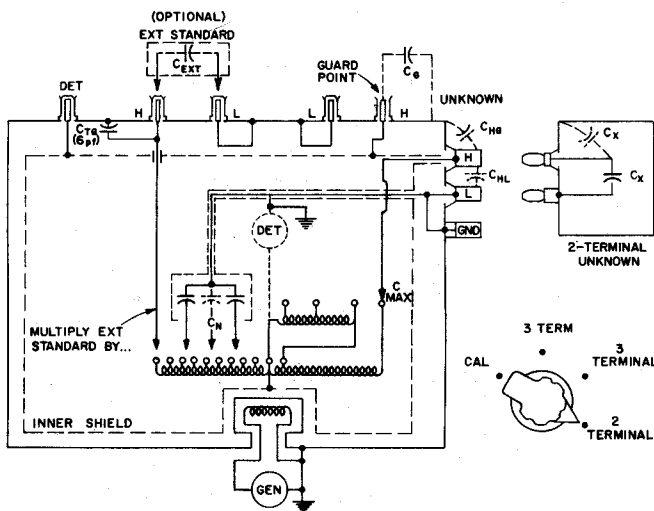 (OPTIONAL)
EXT STANDARD
C_EXT
DET
H
L
GUARD
POINT
L
H
C_G
UNKNOWN
C_TG
(6pf)
C_HG
H
C_HL
L
GND
C_X
C_X
2-TERMINAL
UNKNOWN
DET
C
MAX
C_N
MULTIPLY EXT
STANDARD BY...
INNER SHIELD
GEN
3 TERM
CAL
3
TERMINAL
2
TERMINAL